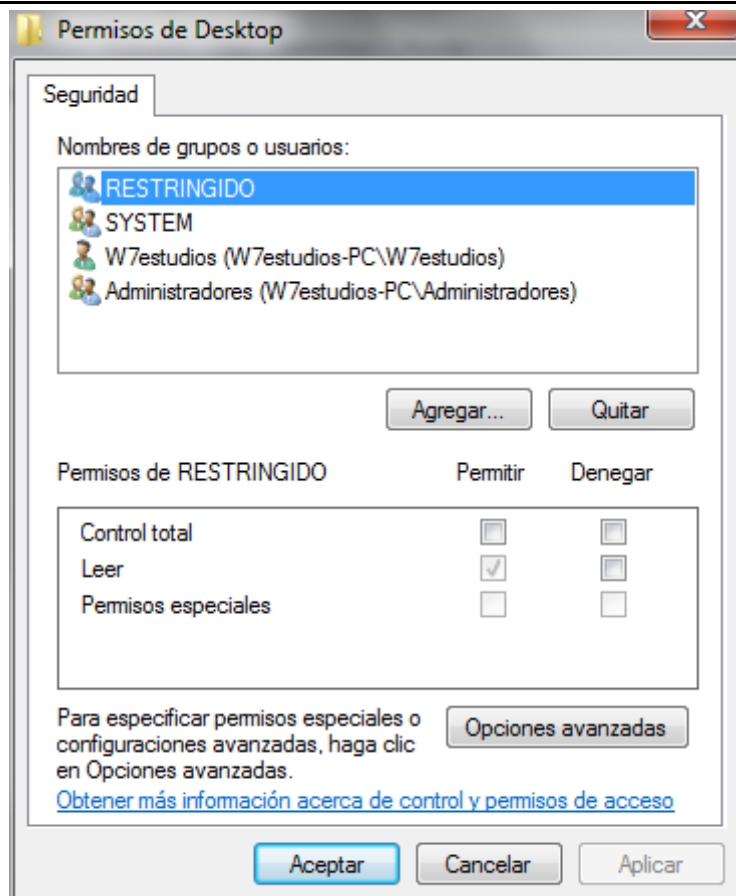 Permisos de Desktop
Seguridad
Nombres de grupos o usuarios:
RESTRINGIDO
SYSTEM
W7estudios (W7estudios-PC\W7estudios)
Administradores (W7estudios-PC\Administradores)
Agregar... Quitar
Permisos de RESTRINGIDO Permitir Denegar
Control total
Leer
Permisos especiales
Para especificar permisos especiales o
configuraciones avanzadas, haga clic
en Opciones avanzadas.
Opciones avanzadas
Obtener más información acerca de control y permisos de acceso
Aceptar Cancelar Aplicar